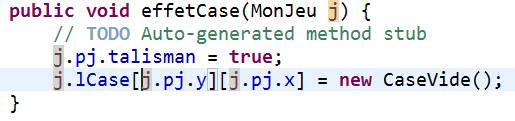 public void effetCase(MonJeu j) {
// TODO Auto-generated method stub
j.pj.talisman = true;
j.lCase[j.pj.y][j.pj.x] = new CaseVide();
}